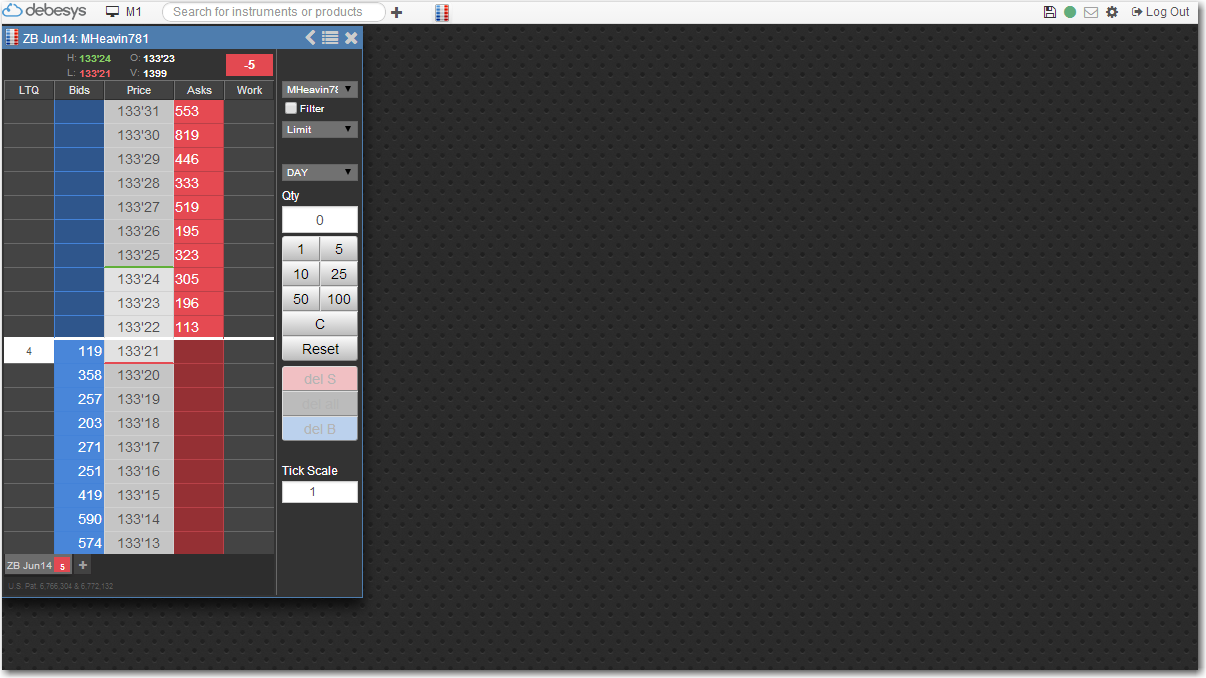 debesys M1 Search for instruments or products Log Out
ZB Jun14: MHeavin781
H: 133'24 O: 133'23
L: 133'21 V: 1399
-5
LTQ Bids Price Asks Work
133'31 553
133'30 819
133'29 446
133'28 333
133'27 519
133'26 195
133'25 323
133'24 305
133'23 196
133'22 113
4 119 133'21
358 133'20
257 133'19
203 133'18
271 133'17
251 133'16
419 133'15
590 133'14
574 133'13
ZB Jun14 5 +
U.S. Pat. 6,766,304 & 6,772,132
MHeavin78
Filter
Limit
DAY
Qty
0
1 5
10 25
50 100
C
Reset
del S
del all
del B
Tick Scale
1